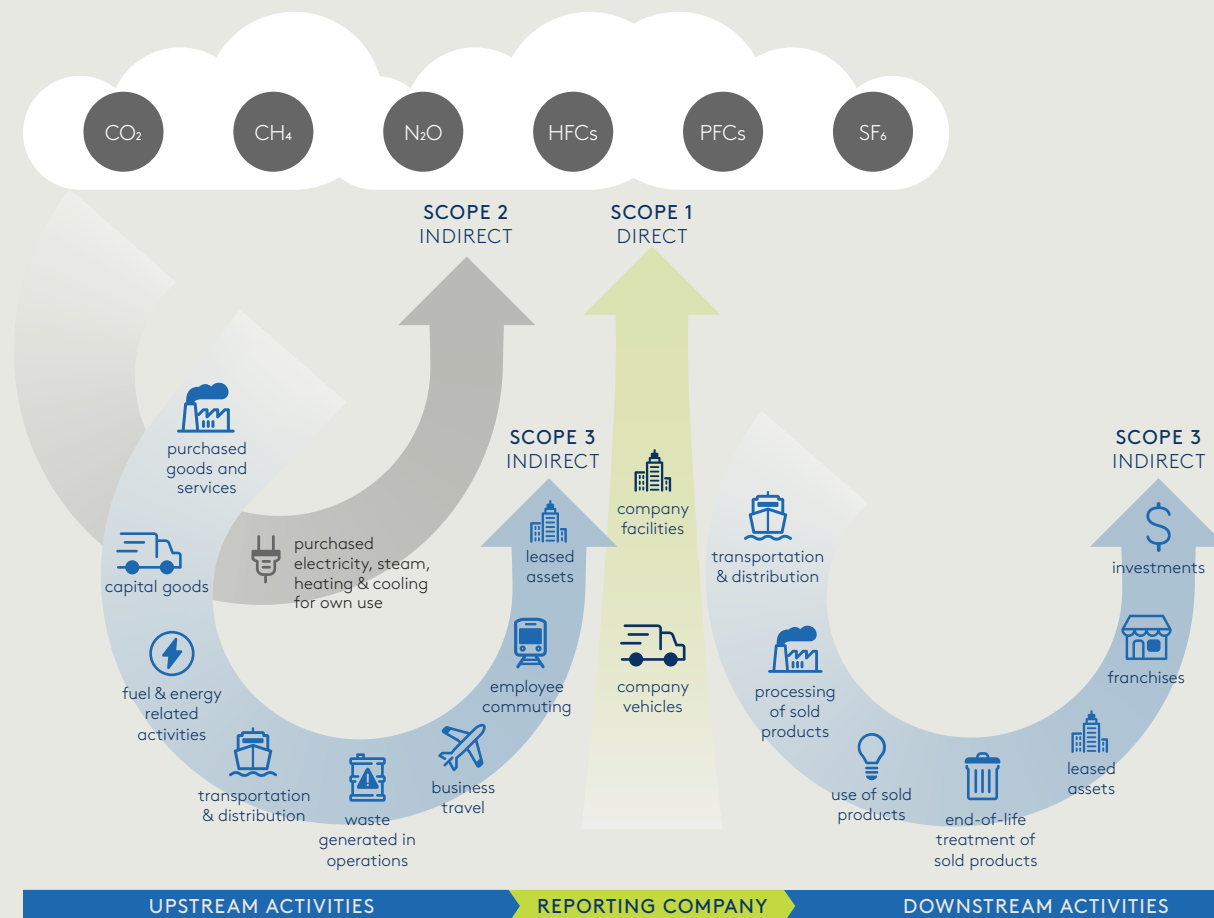 CO₂
CH₄
N₂O
HFCs
PFCs
SF₆
SCOPE 2
INDIRECT
SCOPE 1
DIRECT
purchased
goods and
services
capital goods
fuel & energy
related
activities
transportation
& distribution
waste
generated in
operations
business
travel
employee
commuting
leased
assets
SCOPE 3
INDIRECT
purchased
electricity, steam,
heating & cooling
for own use
company
facilities
company
vehicles
transportation
& distribution
processing
of sold
products
use of sold
products
end-of-life
treatment of
sold products
leased
assets
franchises
investments
SCOPE 3
INDIRECT
UPSTREAM ACTIVITIES
REPORTING COMPANY
DOWNSTREAM ACTIVITIES